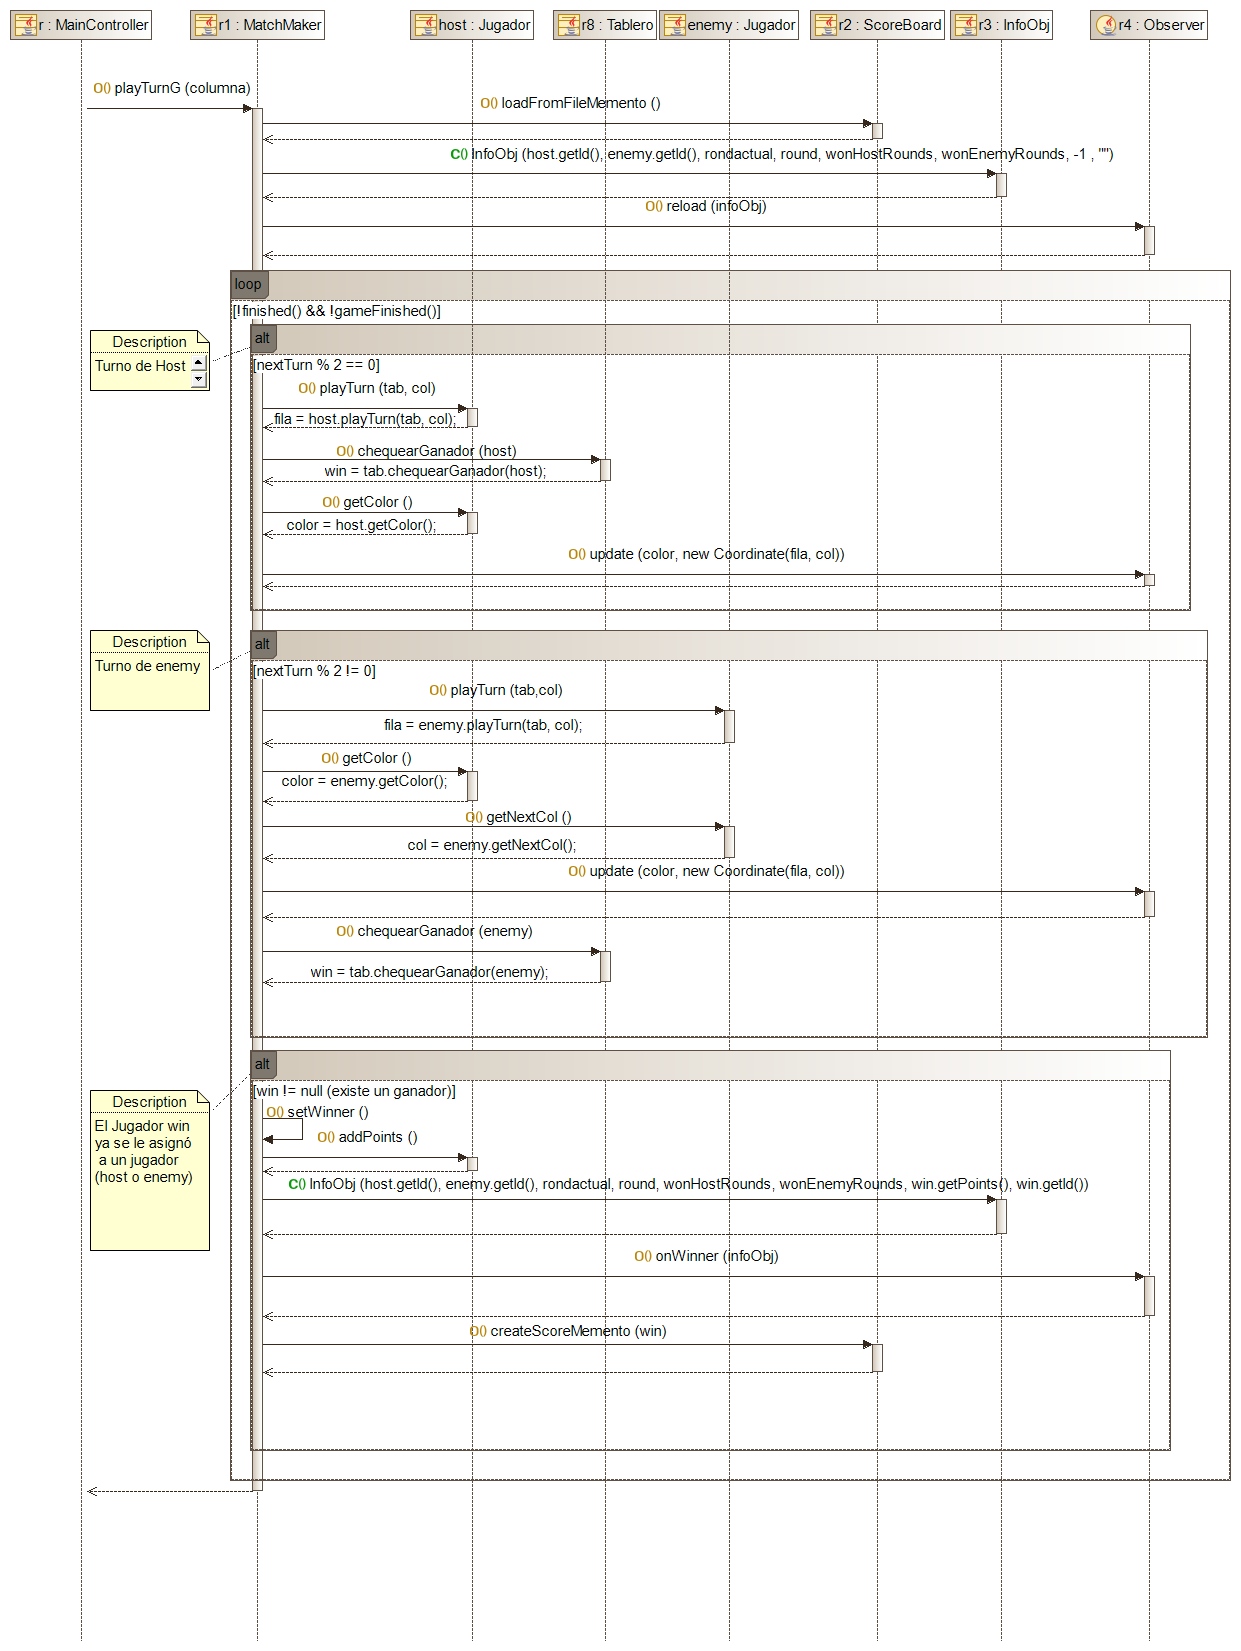 r : MainController
r1 : MatchMaker
host : Jugador
r8 : Tablero
enemy : Jugador
r2 : ScoreBoard
r3 : InfoObj
r4 : Observer
O() playTurnG (columna)
O() loadFromFileMemento ()
C() InfoObj (host.getId(), enemy.getId(), rondactual, round, wonHostRounds, wonEnemyRounds, -1 , "")
O() reload (infoObj)
loop
[!finished() && !gameFinished()]
alt
Description
Turno de Host
[nextTurn % 2 == 0]
O() playTurn (tab, col)
fila = host.playTurn(tab, col);
O() chequearGanador (host)
win = tab.chequearGanador(host);
O() getColor ()
color = host.getColor();
O() update (color, new Coordinate(fila, col))
alt
Description
Turno de enemy
[nextTurn % 2 != 0]
O() playTurn (tab,col)
fila = enemy.playTurn(tab, col);
O() getColor ()
color = enemy.getColor();
O() getNextCol ()
col = enemy.getNextCol();
O() update (color, new Coordinate(fila, col))
O() chequearGanador (enemy)
win = tab.chequearGanador(enemy);
alt
[win != null (existe un ganador)]
Description
El Jugador win
ya se le asignó
a un jugador
(host o enemy)
O() setWinner ()
O() addPoints ()
C() InfoObj (host.getId(), enemy.getId(), rondactual, round, wonHostRounds, wonEnemyRounds, win.getPoints(), win.getId())
O() onWinner (infoObj)
O() createScoreMemento (win)